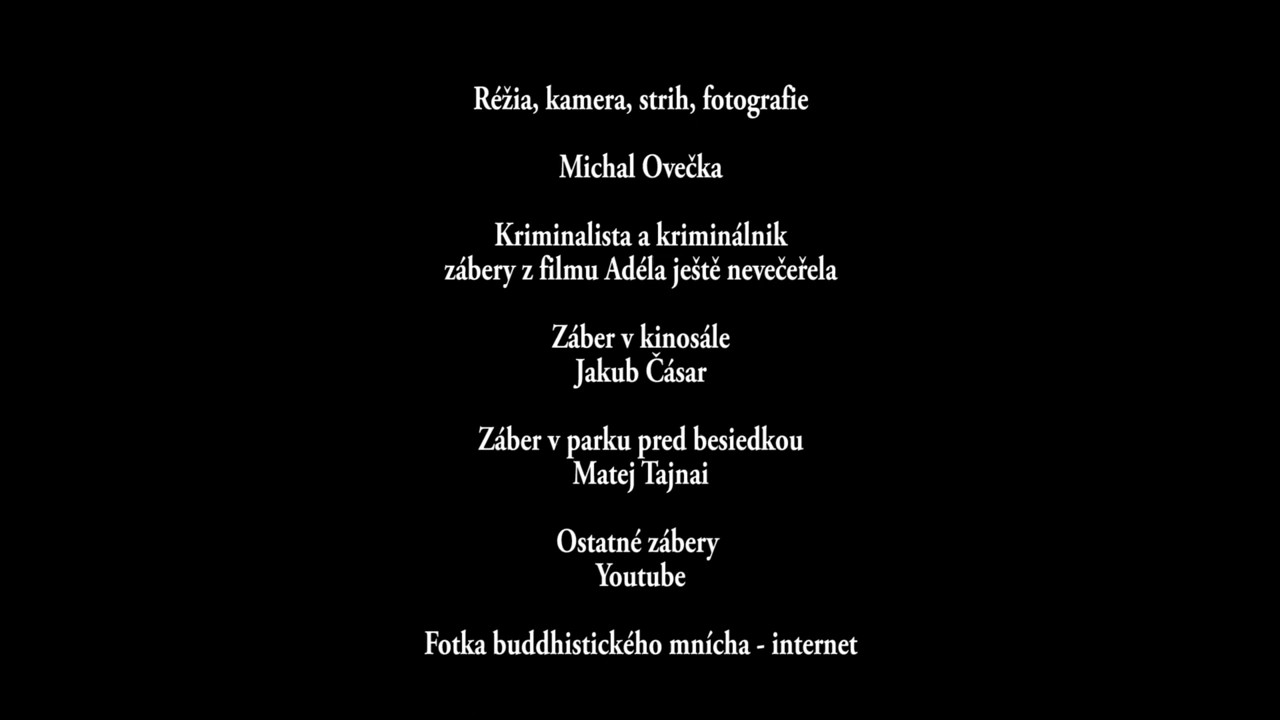 Réžia, kamera, strih, fotografie
Michal Ovečka
Kriminalista a kriminálnik
zábery z filmu Adéla ještě nevečeřela
Záber v kinosále
Jakub Čásar
Záber v parku pred besiedkou
Matej Tajnai
Ostatné zábery
Youtube
Fotka buddhistického mnícha - internet